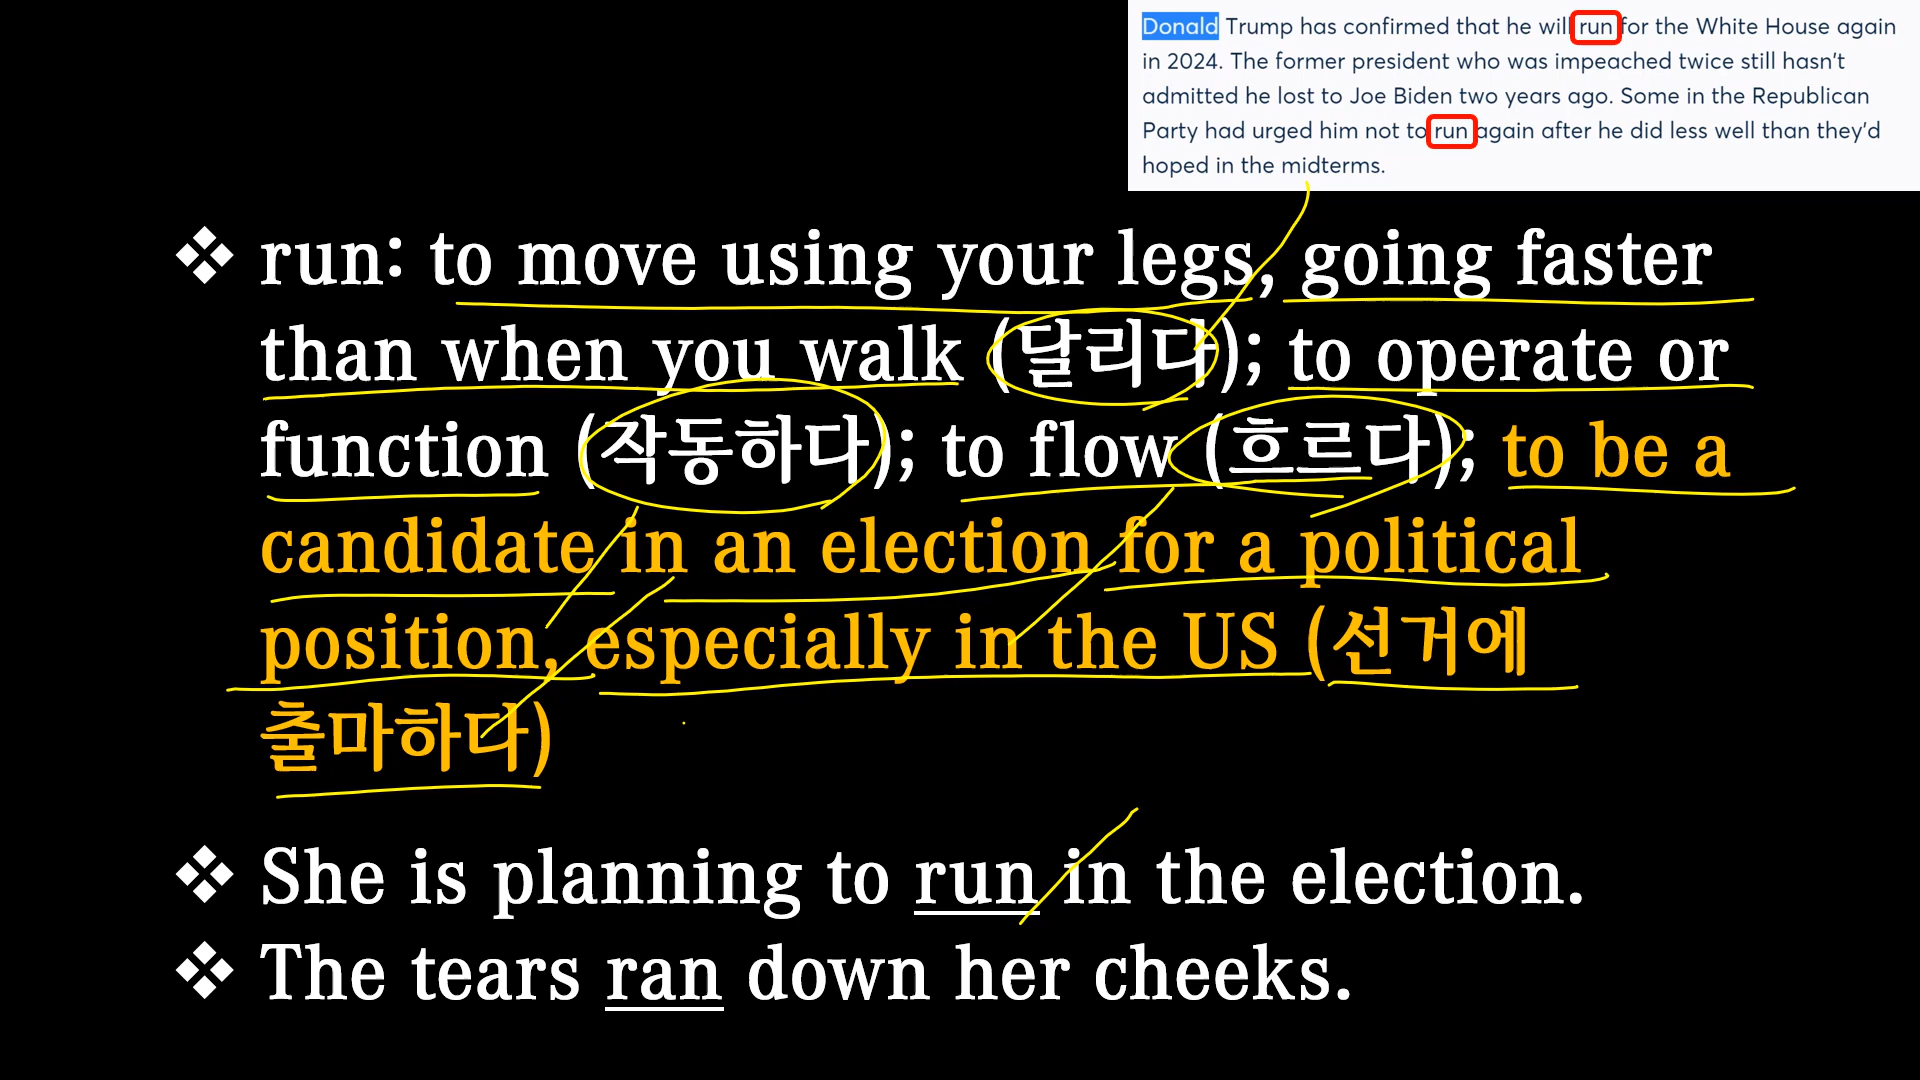 Donald Trump has confirmed that he will run for the White House again
in 2024. The former president who was impeached twice still hasn't
admitted he lost to Joe Biden two years ago. Some in the Republican
Party had urged him not to run again after he did less well than they'd
hoped in the midterms.
❖ run: to move using your legs, going faster
than when you walk (달리다); to operate or
function (작동하다); to flow (흐르다); to be a
candidate in an election for a political
position, especially in the US (선거에
출마하다)
❖ She is planning to run in the election.
❖ The tears ran down her cheeks.